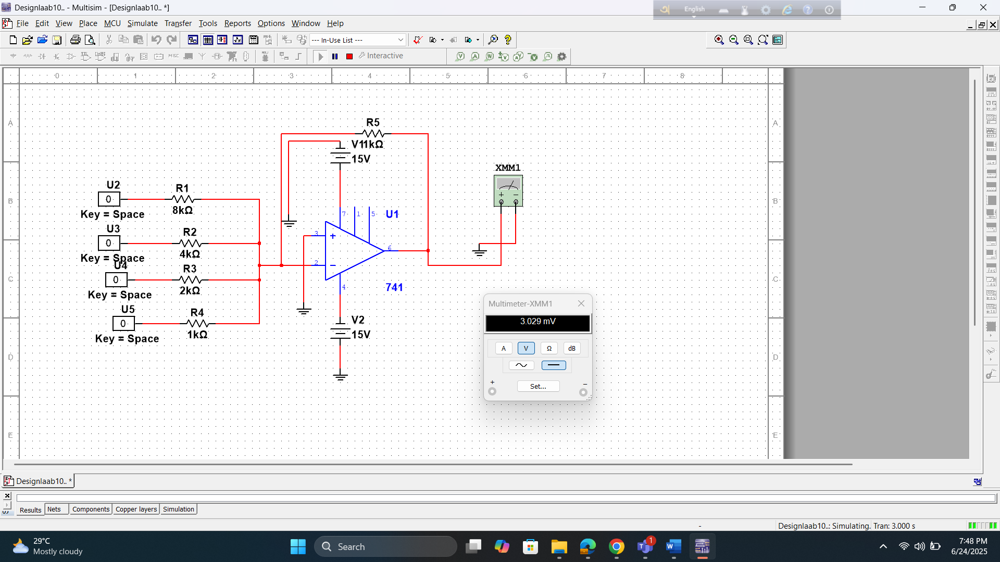 Designlaab10.. - Multisim - [Designlaab10.. *]
English
File Edit View Place MCU Simulate Transfer Tools Reports Options Window Help
--- In-Use List ---
MISC
Interactive
0 1 2 3 4 5 6 7 8
A
B
C
D
E
A
B
C
D
E
R5
V11kΩ
15V
XMM1
+ −
U2
0
Key = Space
R1
8kΩ
U3
0
Key = Space
R2
4kΩ
U4
0
Key = Space
R3
2kΩ
U5
0
Key = Space
R4
1kΩ
7 1 5
U1
3
+
6
2
−
4
741
V2
15V
Multimeter-XMM1
3.029 mV
A V Ω dB
+ −
Set...
Designlaab10.. *
Results Nets Components Copper layers Simulation
-
Designlaab10..: Simulating. Tran: 3.000 s
29°C
Mostly cloudy
Search
1
7:48 PM
6/24/2025